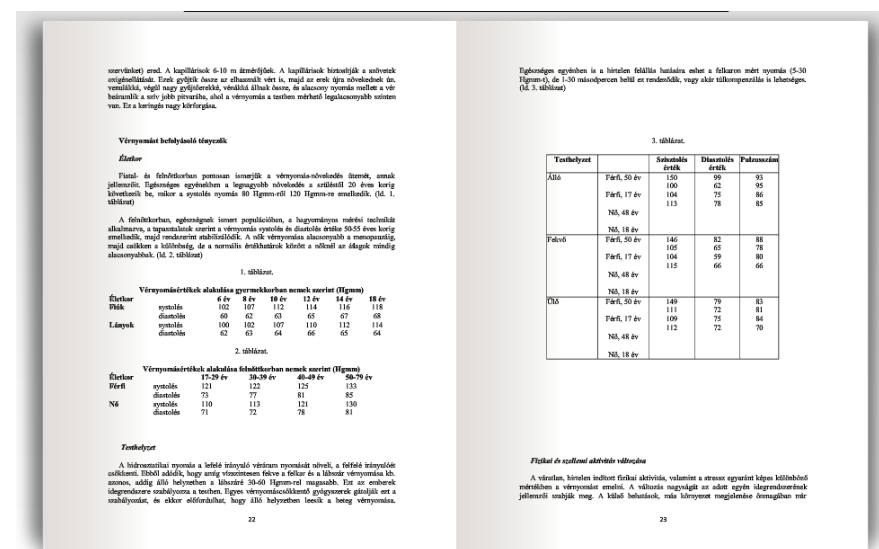 szervünket) ered. A kapillárisok 6-10 m átmérőjűek. A kapillárisok biztosítják a szövetek
oxigénellátását. Ezek gyűjtik össze az elhasznált vért is, majd az erek újra növekednek ún.
venulákká, végül nagy gyűjtőerekké, vénákká állnak össze, és alacsony nyomás mellett a vér
beáramlik a szív jobb pitvarába, ahol a vérnyomás a testben mérhető legalacsonyabb szinten
van. Ez a keringés nagy körforgása.
Vérnyomást befolyásoló tényezők
Életkor
Fiatal- és felnőttkorban pontosan ismerjük a vérnyomás-növekedés ütemét, annak
jellemzőit. Egészséges egyénekben a legnagyobb növekedés a születéstől 20 éves korig
következik be, mikor a systolés nyomás 80 Hgmm-ről 120 Hgmm-re emelkedik. (ld. 1.
táblázat)
A felnőttkorban, egészségnek ismert populációban, a hagyományos mérési technikát
alkalmazva, a tapasztalatok szerint a vérnyomás systolés és diastolés értéke 50-55 éves korig
emelkedik, majd rendszerint stabilizálódik. A nők vérnyomása alacsonyabb a menopauzáig,
majd csökken a különbség, de a normális értékhatárok között a nőknél az átlagok mindig
alacsonyabbak. (ld. 2. táblázat)
1. táblázat.
Vérnyomásértékek alakulása gyermekkorban nemek szerint (Hgmm)
Életkor 6 év 8 év 10 év 12 év 14 év 18 év
Fiúk systolés 102 107 112 114 116 118
diastolés 60 62 63 65 67 68
Lányok systolés 100 102 107 110 112 114
diastolés 62 63 64 66 65 64
2. táblázat.
Vérnyomásértékek alakulása felnőttkorban nemek szerint (Hgmm)
Életkor 17-29 év 30-39 év 40-49 év 50-79 év
Férfi systolés 121 122 125 133
diastolés 73 77 81 85
Nő systolés 110 113 121 130
diastolés 71 72 78 81
Testhelyzet
A hidrosztatikai nyomás a lefelé irányuló véráram nyomását növeli, a felfelé irányulóét
csökkenti. Ebből adódik, hogy amíg vízszintesen fekve a felkar és a lábszár vérnyomása kb.
azonos, addig álló helyzetben a lábszáré 30-60 Hgmm-rel magasabb. Ezt az emberek
idegrendszere szabályozza a testben. Egyes vérnyomáscsökkentő gyógyszerek gátolják ezt a
szabályozást, és ekkor előfordulhat, hogy álló helyzetben leesik a beteg vérnyomása.
22
Egészséges egyénben is a hirtelen felállás hatására eshet a felkaron mért nyomás (5-30
Hgmm-t), de 1-30 másodpercen belül ez rendeződik, vagy akár túlkompenzálás is lehetséges.
(ld. 3. táblázat)
3. táblázat.
Testhelyzet Szisztolés érték Diasztolés érték Pulzusszám
Álló Férfi, 50 év 150 99 93
100 62 95
Férfi, 17 év 104 75 86
113 78 85
Nő, 48 év
Nő, 18 év
Fekvő Férfi, 50 év 146 82 88
105 65 78
Férfi, 17 év 104 59 80
115 66 66
Nő, 48 év
Nő, 18 év
Ülő Férfi, 50 év 149 79 83
111 72 81
Férfi, 17 év 109 75 84
112 72 70
Nő, 48 év
Nő, 18 év
Fizikai és szellemi aktivitás változása
A váratlan, hirtelen indított fizikai aktivitás, valamint a stressz egyaránt képes különböző
mértékben a vérnyomást emelni. A változás nagyságát az adott egyén idegrendszerének
jellemzői szabják meg. A külső behatások, más környezet megjelenése önmagában már
23